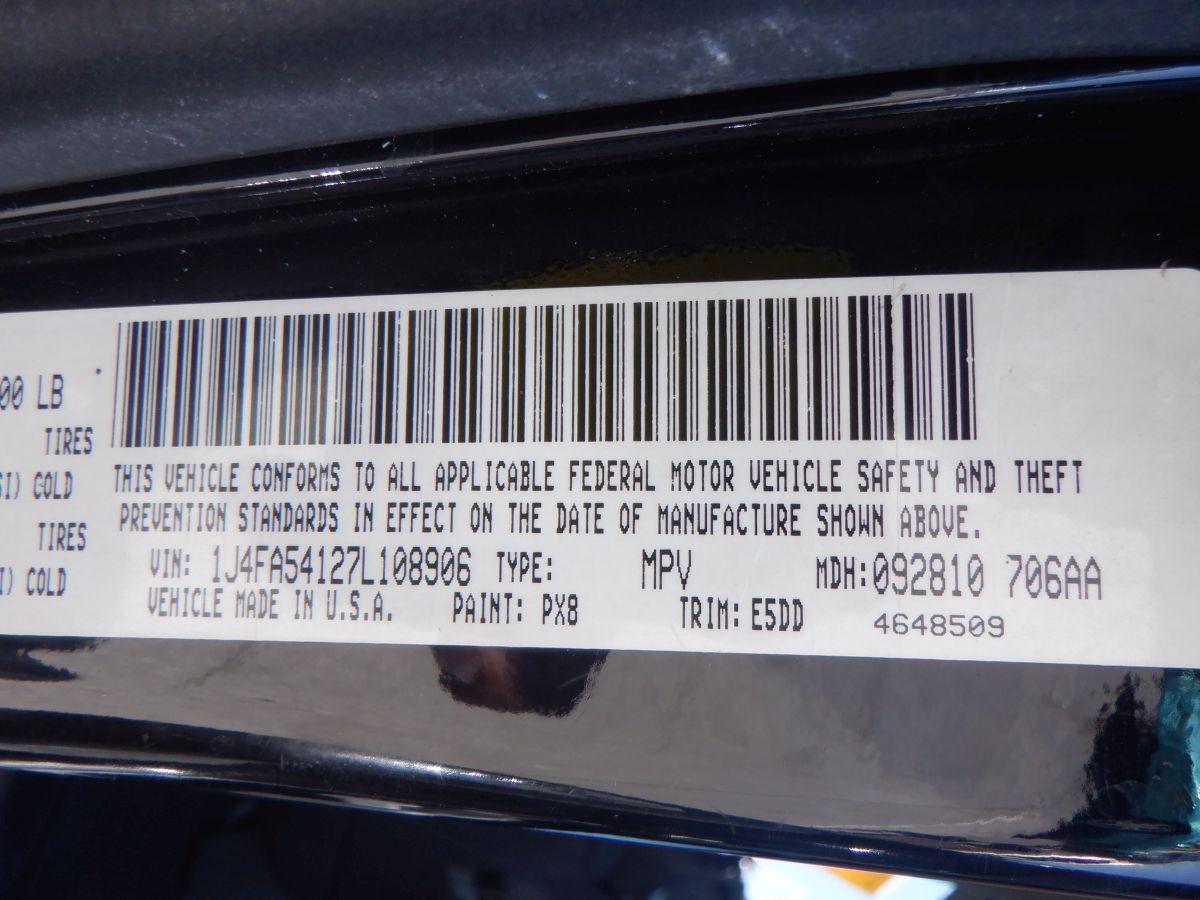 00 LB
TIRES
SI) COLD
TIRES
I) COLD
THIS VEHICLE CONFORMS TO ALL APPLICABLE FEDERAL MOTOR VEHICLE SAFETY AND THEFT
PREVENTION STANDARDS IN EFFECT ON THE DATE OF MANUFACTURE SHOWN ABOVE.
VIN: 1J4FA54127L108906 TYPE: MPV MDH: 092810 706AA
VEHICLE MADE IN U.S.A. PAINT: PX8 TRIM: E5DD 4648509